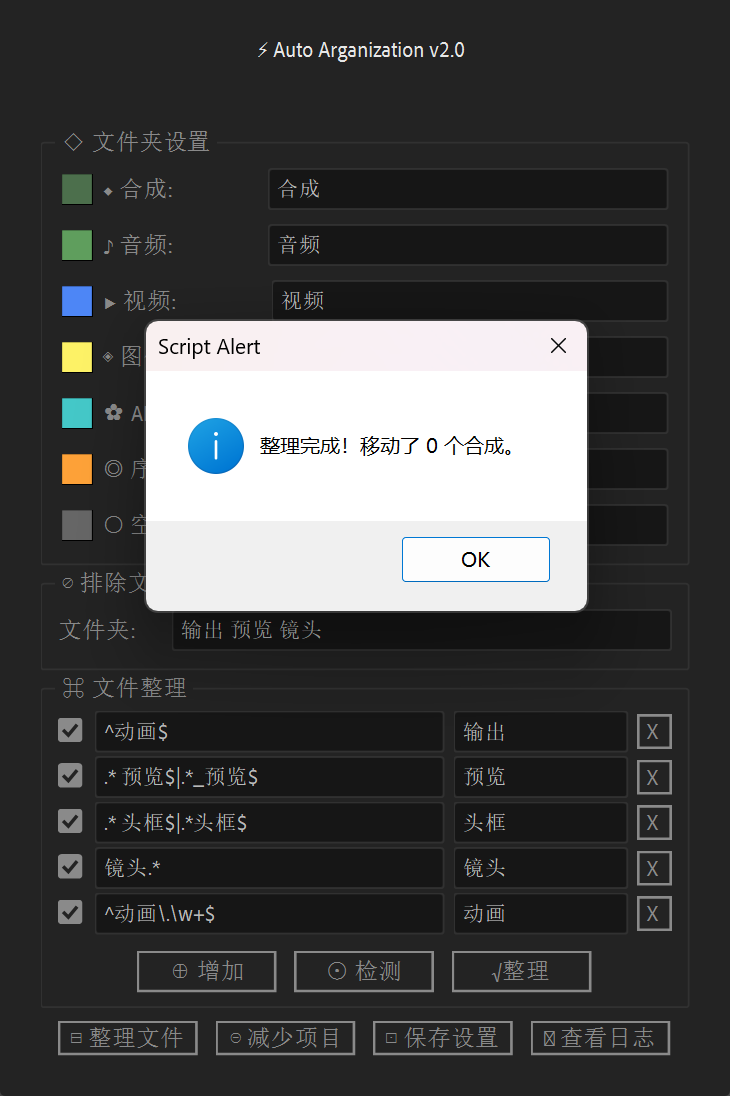 ⚡ Auto Arganization v2.0
◇ 文件夹设置
⬥ 合成: 合成
♪ 音频: 音频
▶ 视频: 视频
◈ 图
✿
◎ 序
○ 空
Script Alert
整理完成！移动了 0 个合成。
OK
⊘ 排除文
文件夹: 输出 预览 镜头
⌘ 文件整理
^动画$ 输出 X
.* 预览$|.*_预览$ 预览 X
.* 头框$|.*头框$ 头框 X
镜头.* 镜头 X
^动画\.\w+$ 动画 X
⊕ 增加 ⊙ 检测 √整理
⊟ 整理文件 ⊝ 减少项目 ⊡ 保存设置 查看日志